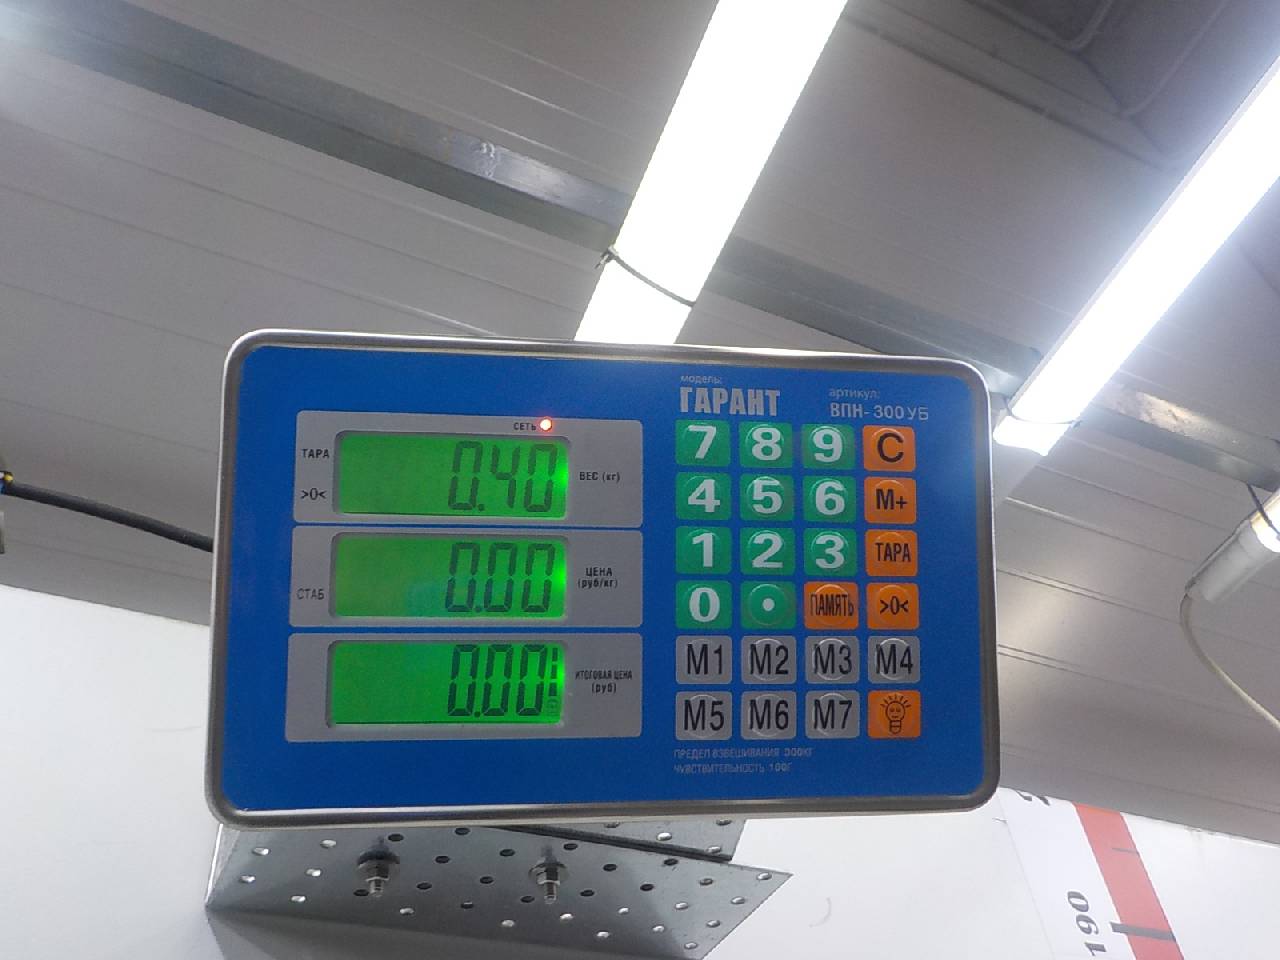 модель:
ГАРАНТ
артикул:
ВПН-300УБ
СЕТЬ
ТАРА
>0<
0.40
ВЕС (кг)
СТАБ
0.00
ЦЕНА
(руб/кг)
0.00
ИТОГОВАЯ ЦЕНА
(руб)
7 8 9 C
4 5 6 M+
1 2 3 ТАРА
0 . ПАМЯТЬ >0<
M1 M2 M3 M4
M5 M6 M7
ПРЕДЕЛ ВЗВЕШИВАНИЯ 300КГ
ЧУВСТВИТЕЛЬНОСТЬ 100Г
190